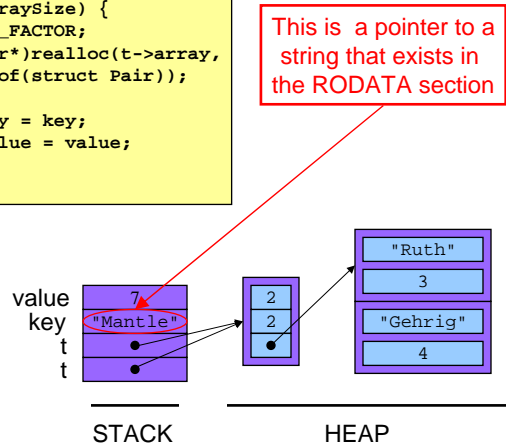 raySize) {
_FACTOR;
r*)realloc(t->array,
of(struct Pair));
y = key;
lue = value;
This is a pointer to a
string that exists in
the RODATA section
value 7
key "Mantle"
t
t
2
2
"Ruth"
3
"Gehrig"
4
STACK HEAP